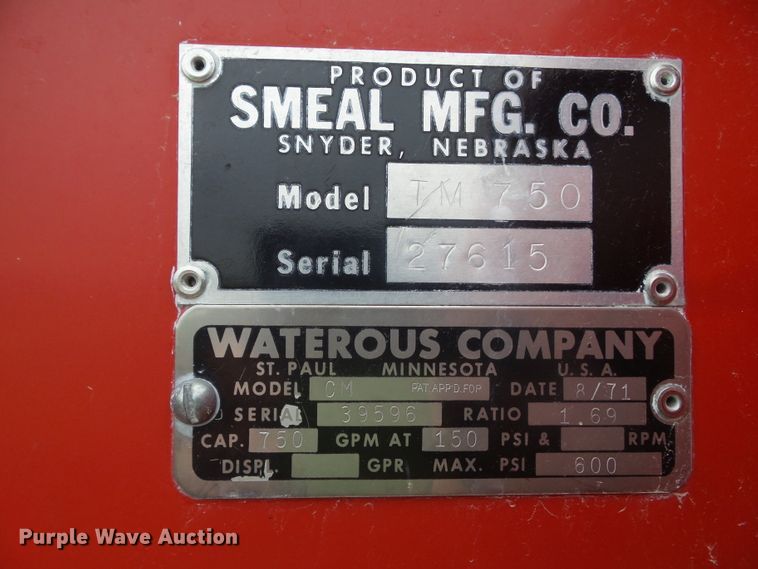 PRODUCT OF
SMEAL MFG. CO.
SNYDER, NEBRASKA
Model TM 750
Serial 27615
WATEROUS COMPANY
ST. PAUL MINNESOTA U.S.A.
MODEL CM PAT. APP'D. FOR DATE 8/71
SERIAL 39596 RATIO 1.69
CAP. 750 GPM AT 150 PSI & RPM
DISPL. GPR MAX. PSI 600
Purple Wave Auction